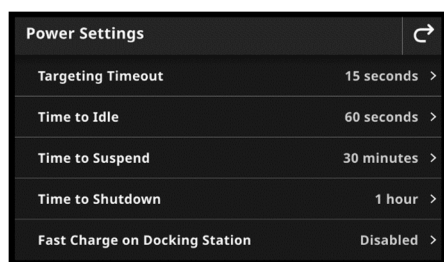 Power Settings
Targeting Timeout 15 seconds >
Time to Idle 60 seconds >
Time to Suspend 30 minutes >
Time to Shutdown 1 hour >
Fast Charge on Docking Station Disabled >